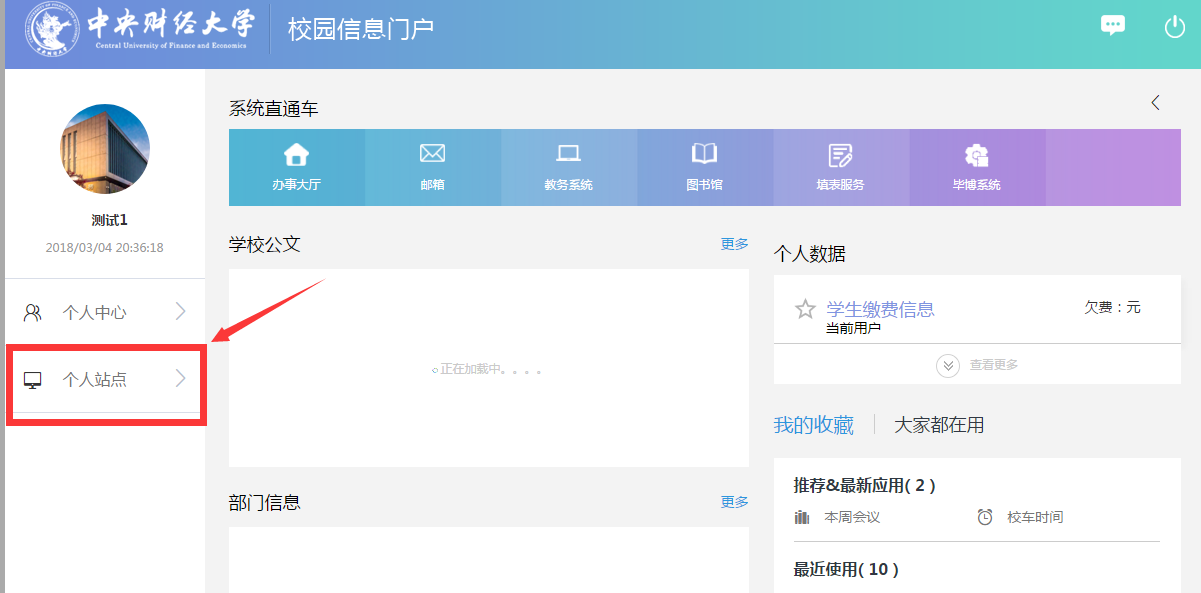 中央财经大学
Central University of Finance and Economics
校园信息门户
测试1
2018/03/04 20:36:18
个人中心
个人站点
系统直通车
办事大厅
邮箱
教务系统
图书馆
填表服务
毕博系统
学校公文
更多
正在加载中。。。。
部门信息
更多
个人数据
学生缴费信息
欠费：元
当前用户
查看更多
我的收藏
大家都在用
推荐&最新应用( 2 )
本周会议
校车时间
最近使用( 10 )